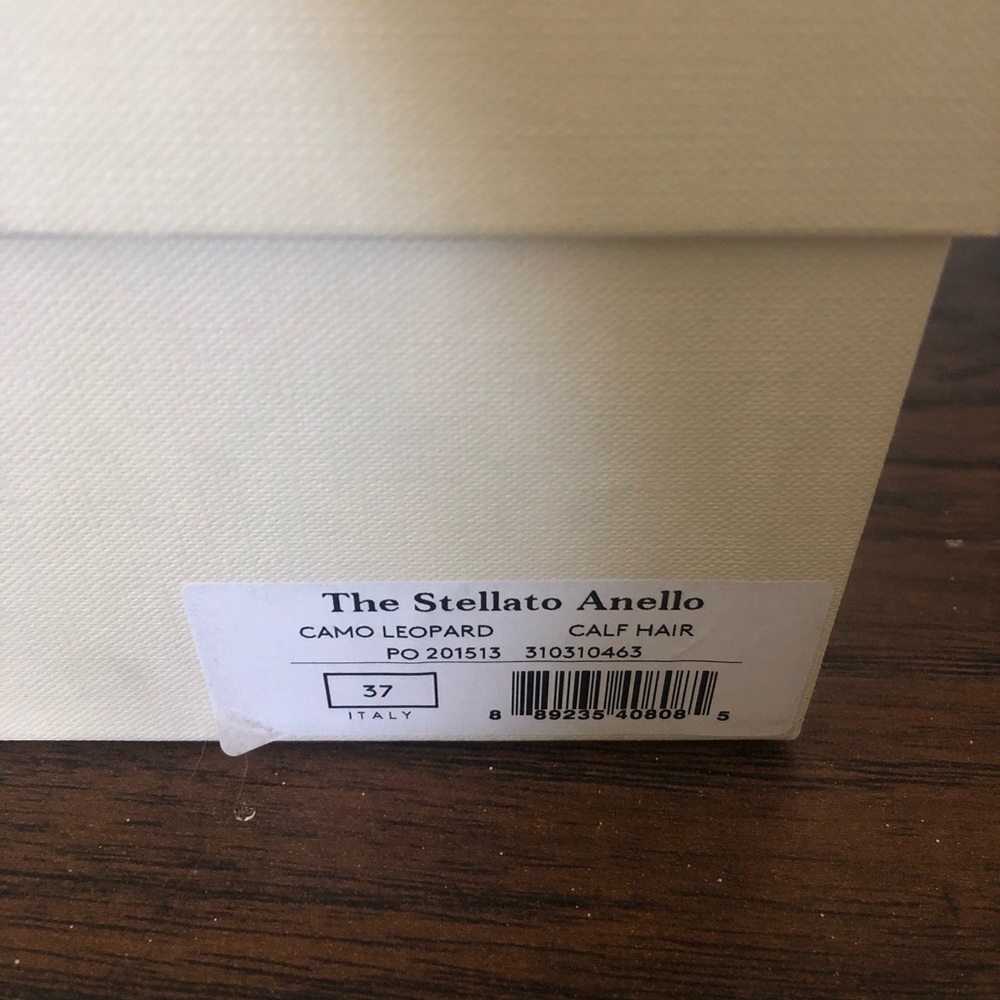 The Stellato Anello
CAMO LEOPARD CALF HAIR
PO 201513 310310463
37
ITALY
8 89235 40808 5